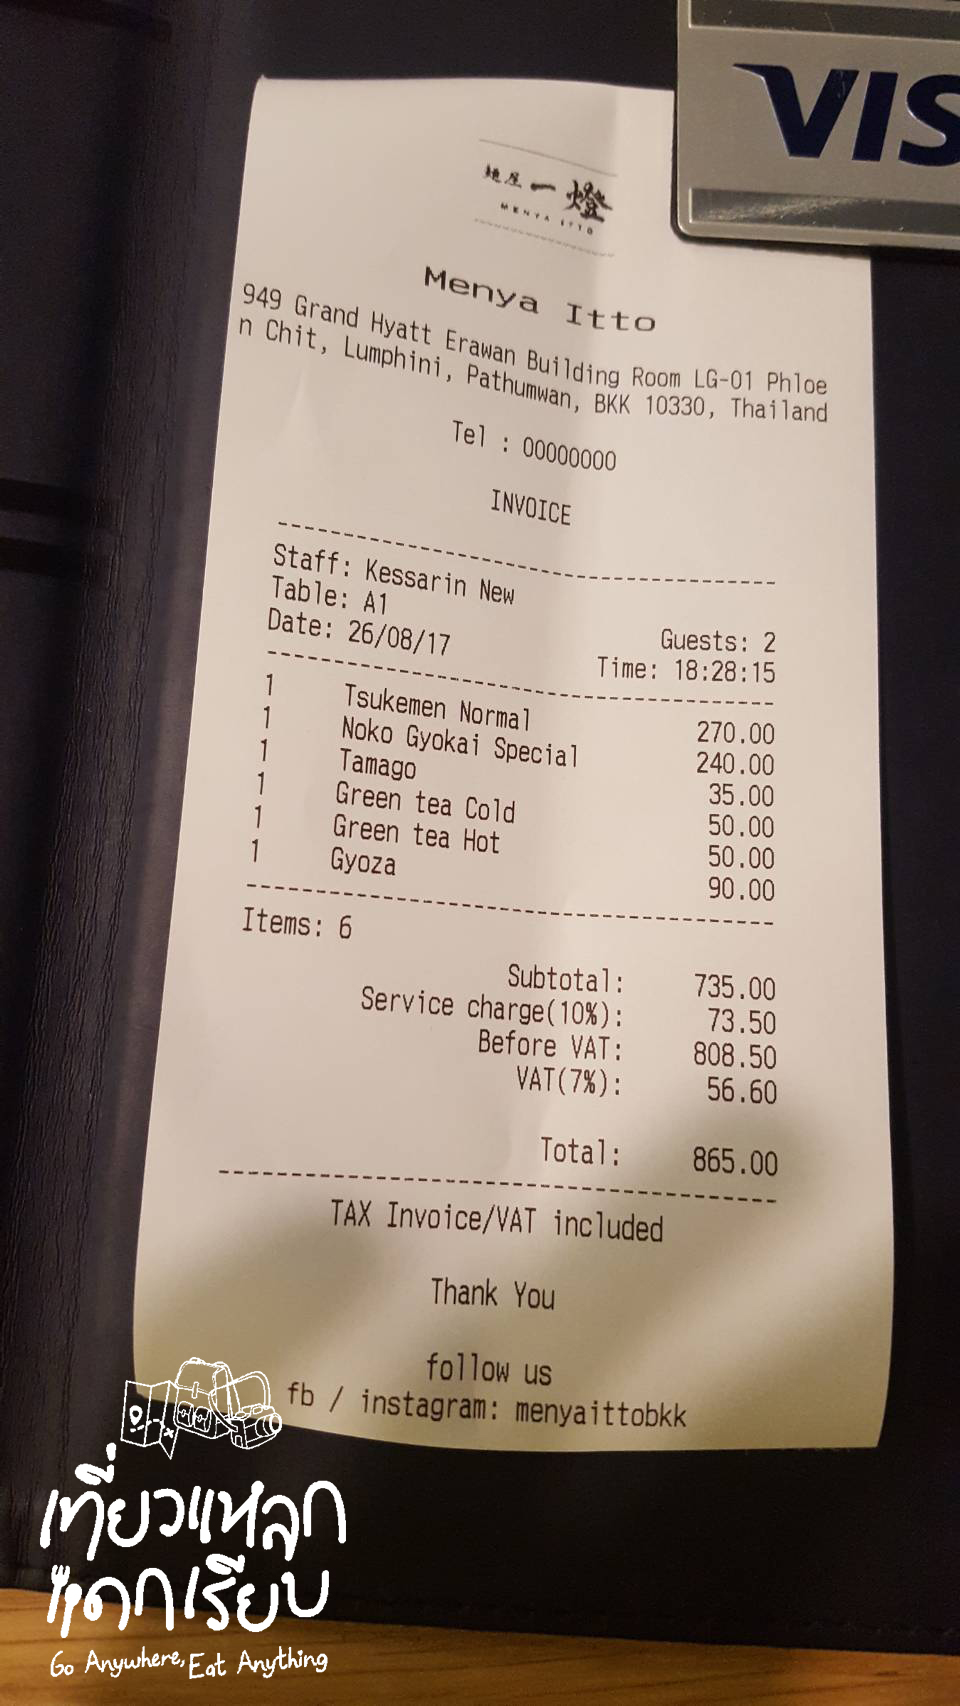 VIS
麺屋 一燈
MENYA ITTO
Menya Itto
949 Grand Hyatt Erawan Building Room LG-01 Phloe
n Chit, Lumphini, Pathumwan, BKK 10330, Thailand
Tel : 00000000
INVOICE
Staff: Kessarin New
Table: A1 Guests: 2
Date: 26/08/17 Time: 18:28:15
1 Tsukemen Normal 270.00
1 Noko Gyokai Special 240.00
1 Tamago 35.00
1 Green tea Cold 50.00
1 Green tea Hot 50.00
1 Gyoza 90.00
Items: 6
Subtotal: 735.00
Service charge(10%): 73.50
Before VAT: 808.50
VAT(7%): 56.60
Total: 865.00
TAX Invoice/VAT included
Thank You
follow us
fb / instagram: menyaittobkk
เที่ยวแหลก
แดกเรียบ
Go Anywhere, Eat Anything